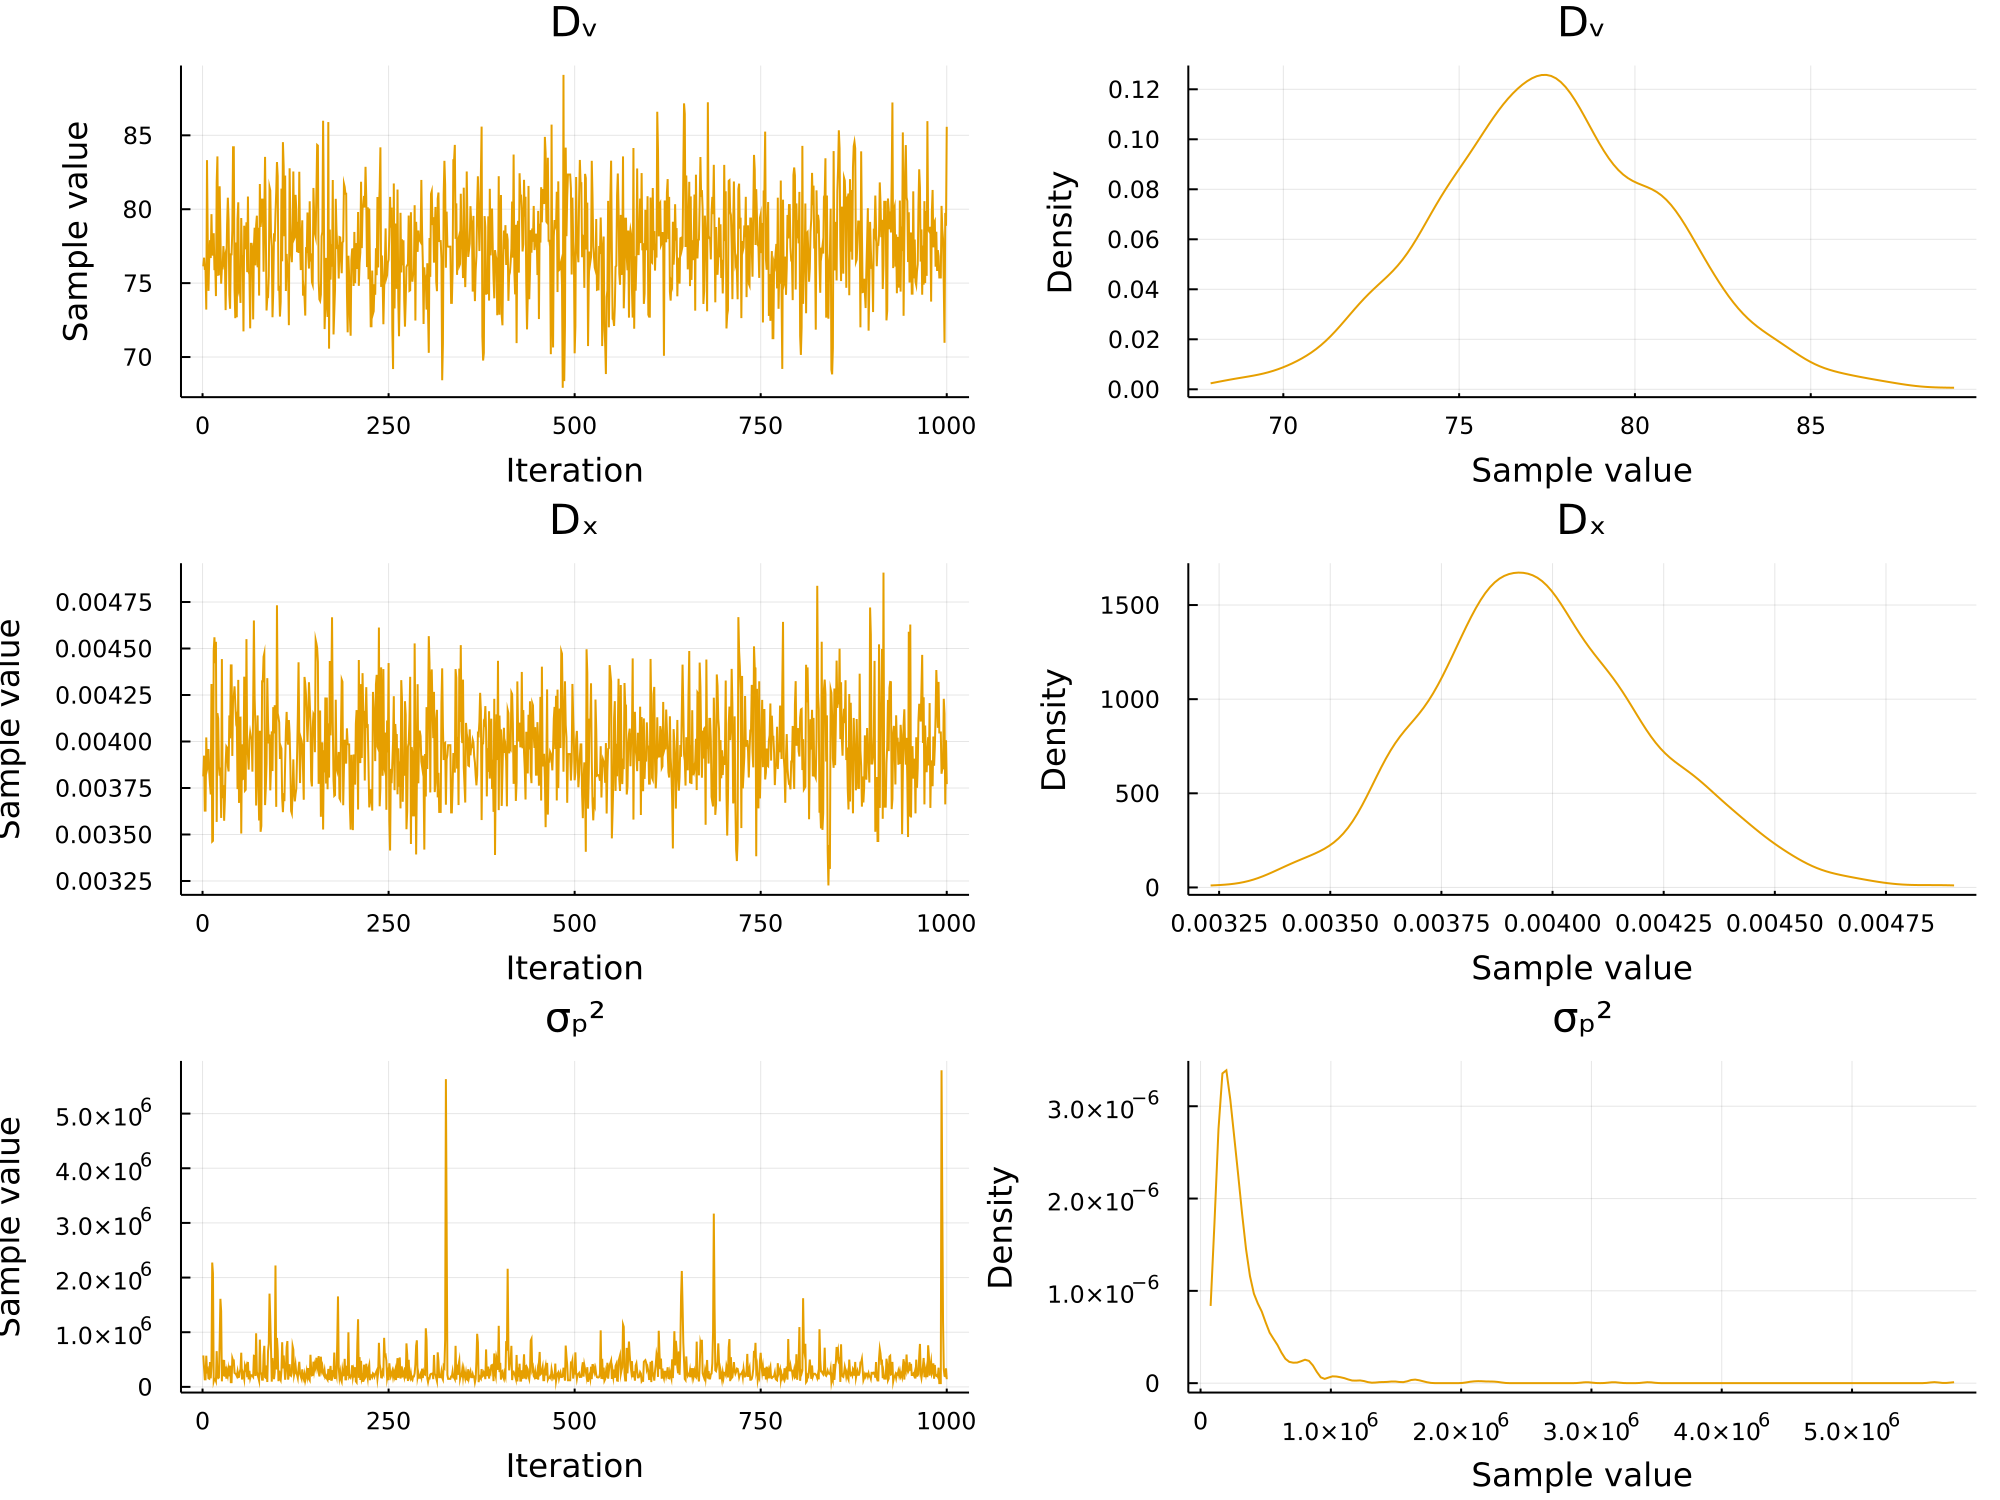 Dᵥ
Sample value
85
80
75
70
0 250 500 750 1000
Iteration
Dᵥ
Density
0.12
0.10
0.08
0.06
0.04
0.02
0.00
70 75 80 85
Sample value
Dₓ
Sample value
0.00475
0.00450
0.00425
0.00400
0.00375
0.00350
0.00325
0 250 500 750 1000
Iteration
Dₓ
Density
1500
1000
500
0
0.00325 0.00350 0.00375 0.00400 0.00425 0.00450 0.00475
Sample value
σₚ²
Sample value
5.0×10⁶
4.0×10⁶
3.0×10⁶
2.0×10⁶
1.0×10⁶
0
0 250 500 750 1000
Iteration
σₚ²
Density
3.0×10⁻⁶
2.0×10⁻⁶
1.0×10⁻⁶
0
0 1.0×10⁶ 2.0×10⁶ 3.0×10⁶ 4.0×10⁶ 5.0×10⁶
Sample value